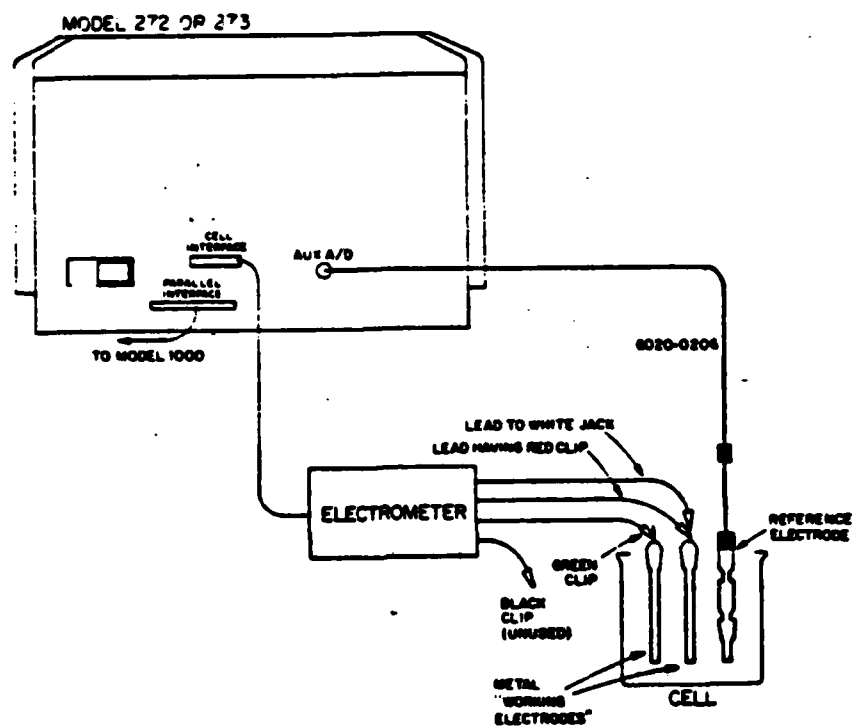 MODEL 272 OR 273
CELL
INTERFACE
AUX A/D
PARALLEL
INTERFACE
TO MODEL 1000
6020-0206
LEAD TO WHITE JACK
LEAD HAVING RED CLIP
ELECTROMETER
REFERENCE
ELECTRODE
GREEN
CLIP
BLACK
CLIP
(UNUSED)
METAL
"WORKING
ELECTRODES"
CELL